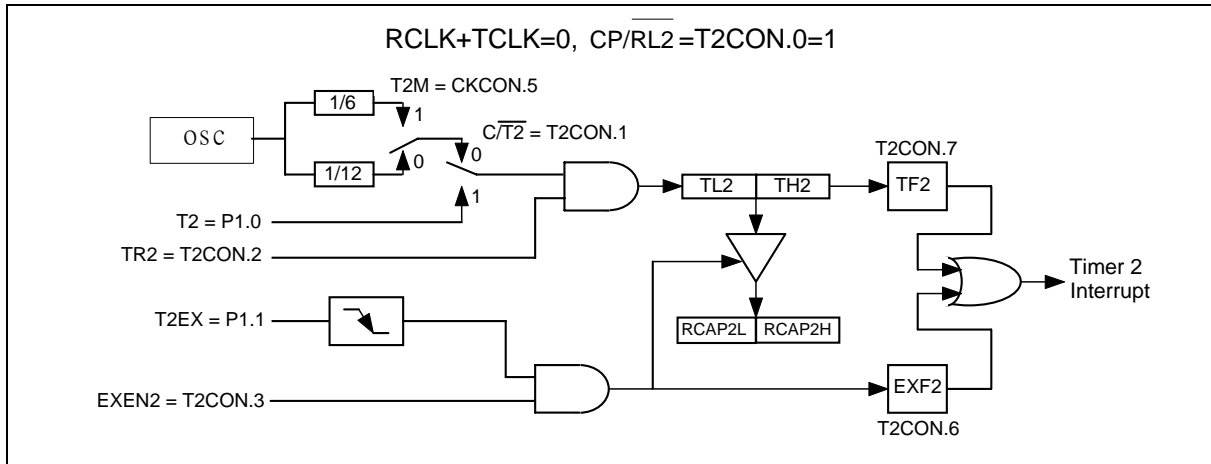 RCLK+TCLK=0, CP/RL2=T2CON.0=1
T2M = CKCON.5
1/6
1
OSC
C/T2 = T2CON.1
0
0
1/12
1
T2 = P1.0
TR2 = T2CON.2
TL2 TH2
T2CON.7
TF2
Timer 2
Interrupt
T2EX = P1.1
RCAP2L RCAP2H
EXEN2 = T2CON.3
EXF2
T2CON.6